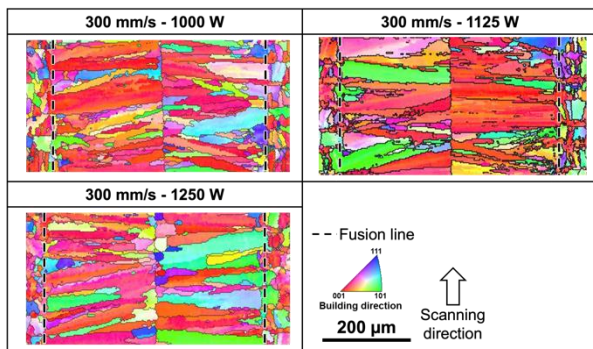 300 mm/s - 1000 W
300 mm/s - 1125 W
300 mm/s - 1250 W
Fusion line
111
001
101
Building direction
200 µm
Scanning
direction